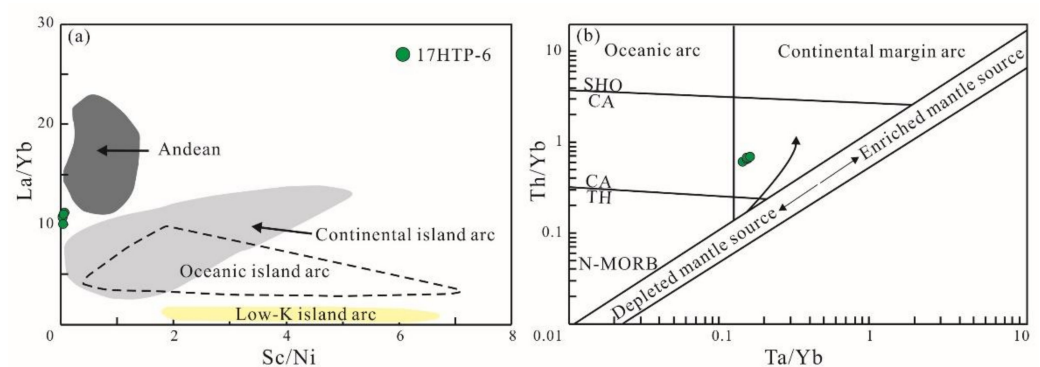 (a)
17HTP-6
30
20
10
0
La/Yb
Andean
Continental island arc
Oceanic island arc
Low-K island arc
2
4
6
8
Sc/Ni
(b)
Oceanic arc
Continental margin arc
10
1
0.1
0.01
Th/Yb
SHO
CA
CA
TH
N-MORB
Depleted mantle source
Enriched mantle source
0.1
1
10
Ta/Yb